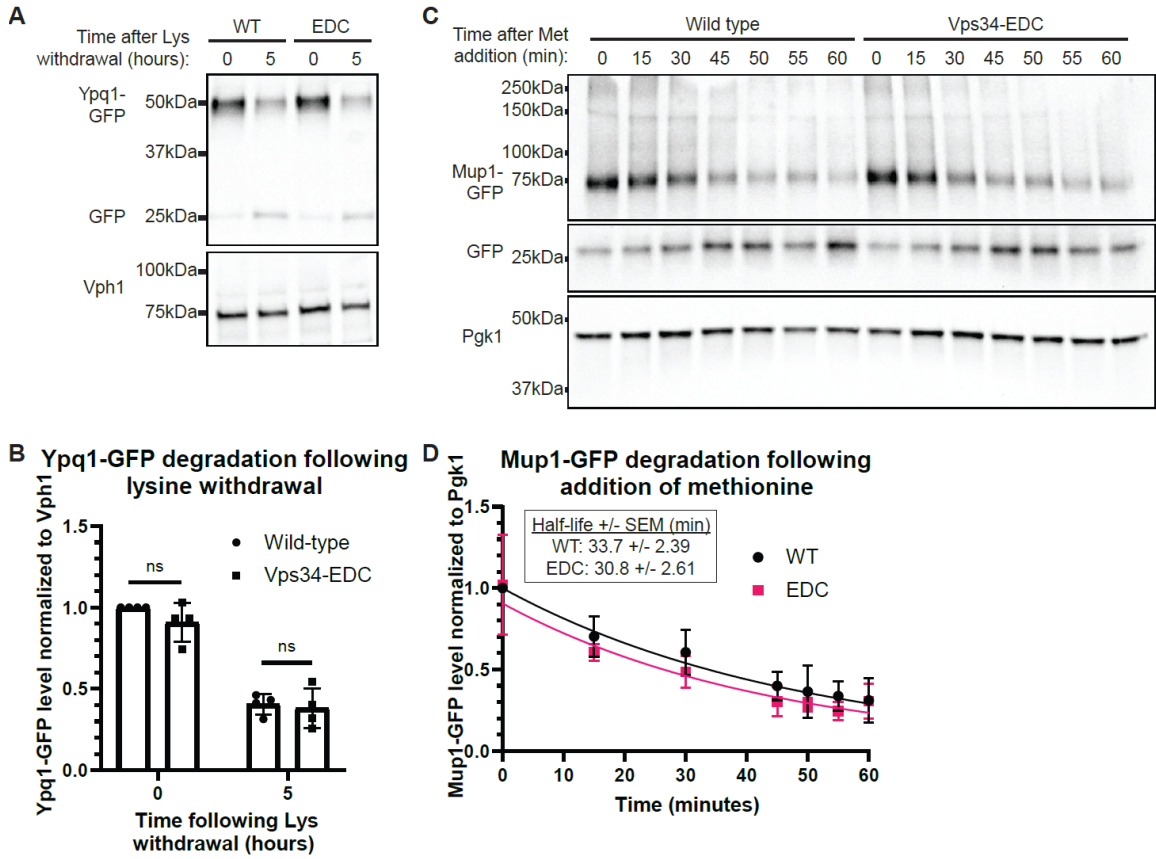 A
WT EDC
Time after Lys
withdrawal (hours): 0 5 0 5
Ypq1-
GFP
50kDa
37kDa
GFP
25kDa
100kDa
Vph1
75kDa
C
Wild type Vps34-EDC
Time after Met
addition (min): 0 15 30 45 50 55 60 0 15 30 45 50 55 60
250kDa
150kDa
100kDa
Mup1-
GFP
75kDa
GFP
25kDa
50kDa
Pgk1
37kDa
B
Ypq1-GFP degradation following
lysine withdrawal
Ypq1-GFP level normalized to Vph1
1.5
1.0
0.5
0.0
Wild-type
Vps34-EDC
ns
ns
0 5
Time following Lys
withdrawal (hours)
D
Mup1-GFP degradation following
addition of methionine
Mup1-GFP level normalized to Pgk1
1.5
1.0
0.5
0.0
Half-life +/- SEM (min)
WT: 33.7 +/- 2.39
EDC: 30.8 +/- 2.61
WT
EDC
0 10 20 30 40 50 60
Time (minutes)